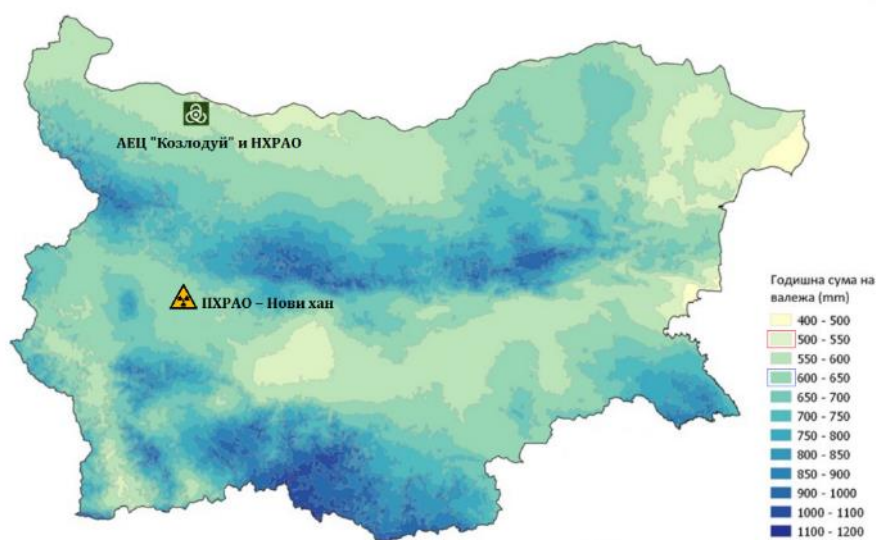 АЕЦ "Козлодуй" и НХРАО
ПХРАО – Нови хан
Годишна сума на
валежа (mm)
400 - 500
500 - 550
550 - 600
600 - 650
650 - 700
700 - 750
750 - 800
800 - 850
850 - 900
900 - 1000
1000 - 1100
1100 - 1200